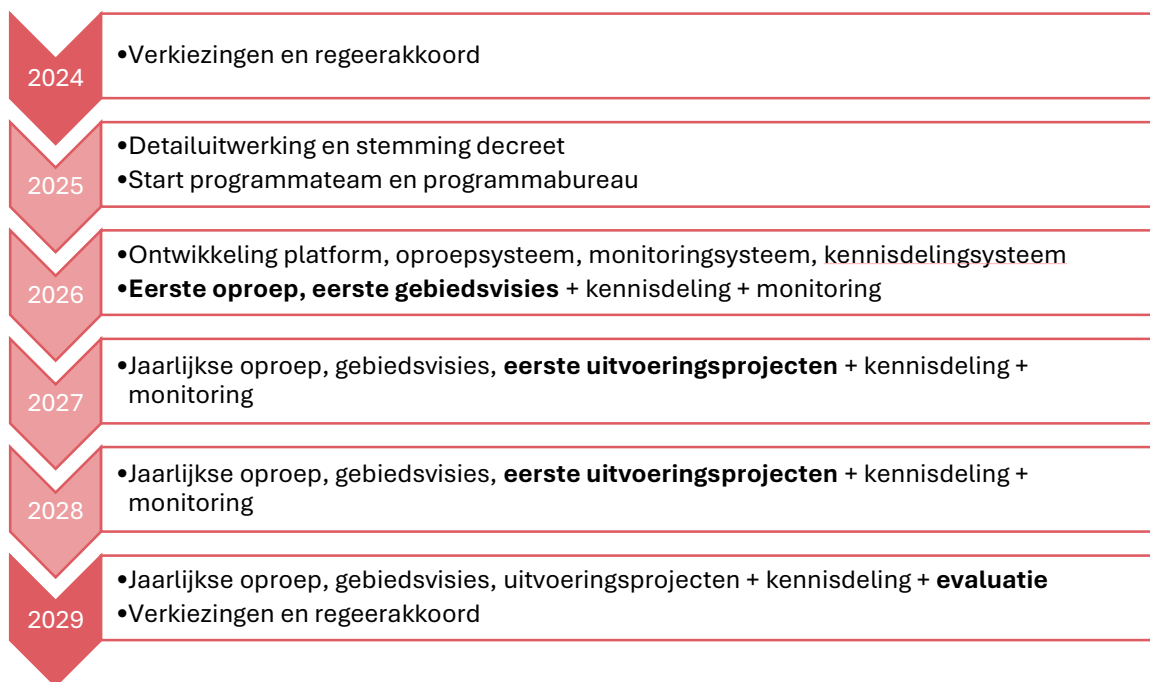 2024
•Verkiezingen en regeerakkoord
2025
•Detailuitwerking en stemming decreet
•Start programmateam en programmabureau
2026
•Ontwikkeling platform, oproepsysteem, monitoringsysteem, kennisdelingsysteem
•Eerste oproep, eerste gebiedsvisies + kennisdeling + monitoring
2027
•Jaarlijkse oproep, gebiedsvisies, eerste uitvoeringsprojecten + kennisdeling +
monitoring
2028
•Jaarlijkse oproep, gebiedsvisies, eerste uitvoeringsprojecten + kennisdeling +
monitoring
2029
•Jaarlijkse oproep, gebiedsvisies, uitvoeringsprojecten + kennisdeling + evaluatie
•Verkiezingen en regeerakkoord